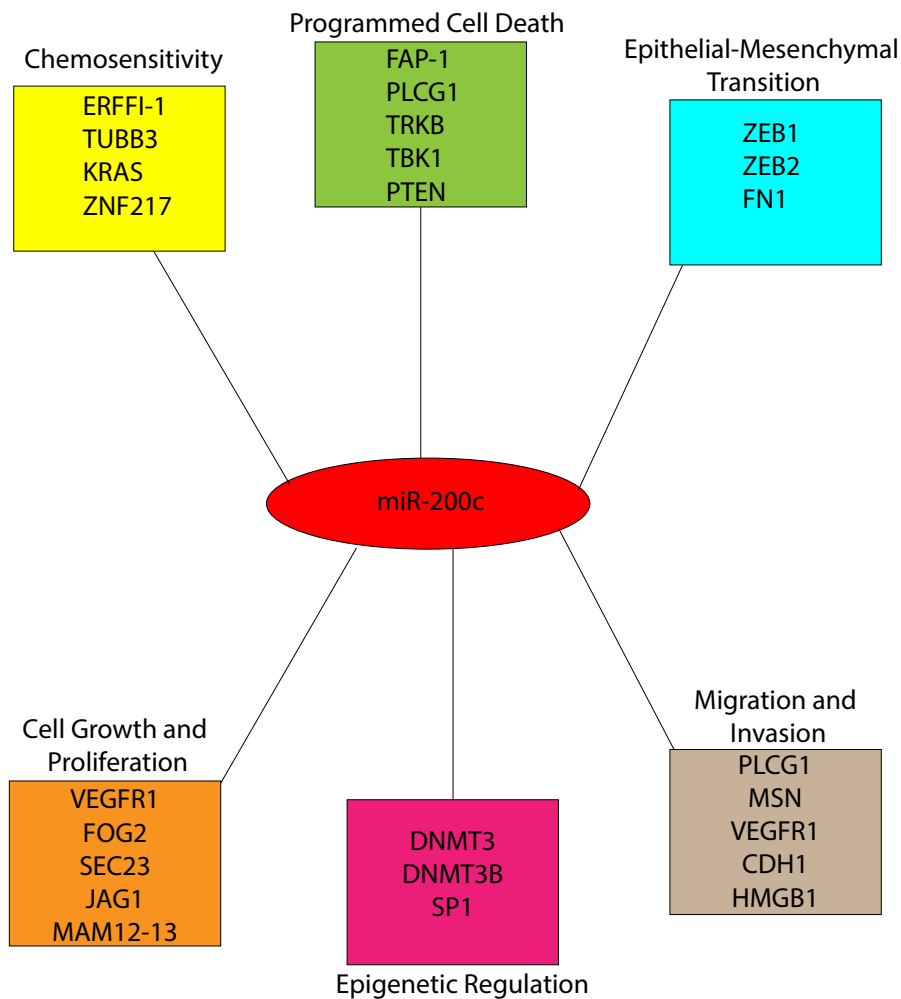 Chemosensitivity
ERFFI-1
TUBB3
KRAS
ZNF217
Programmed Cell Death
FAP-1
PLCG1
TRKB
TBK1
PTEN
Epithelial-Mesenchymal
Transition
ZEB1
ZEB2
FN1
miR-200c
Cell Growth and
Proliferation
VEGFR1
FOG2
SEC23
JAG1
MAM12-13
DNMT3
DNMT3B
SP1
Epigenetic Regulation
Migration and
Invasion
PLCG1
MSN
VEGFR1
CDH1
HMGB1